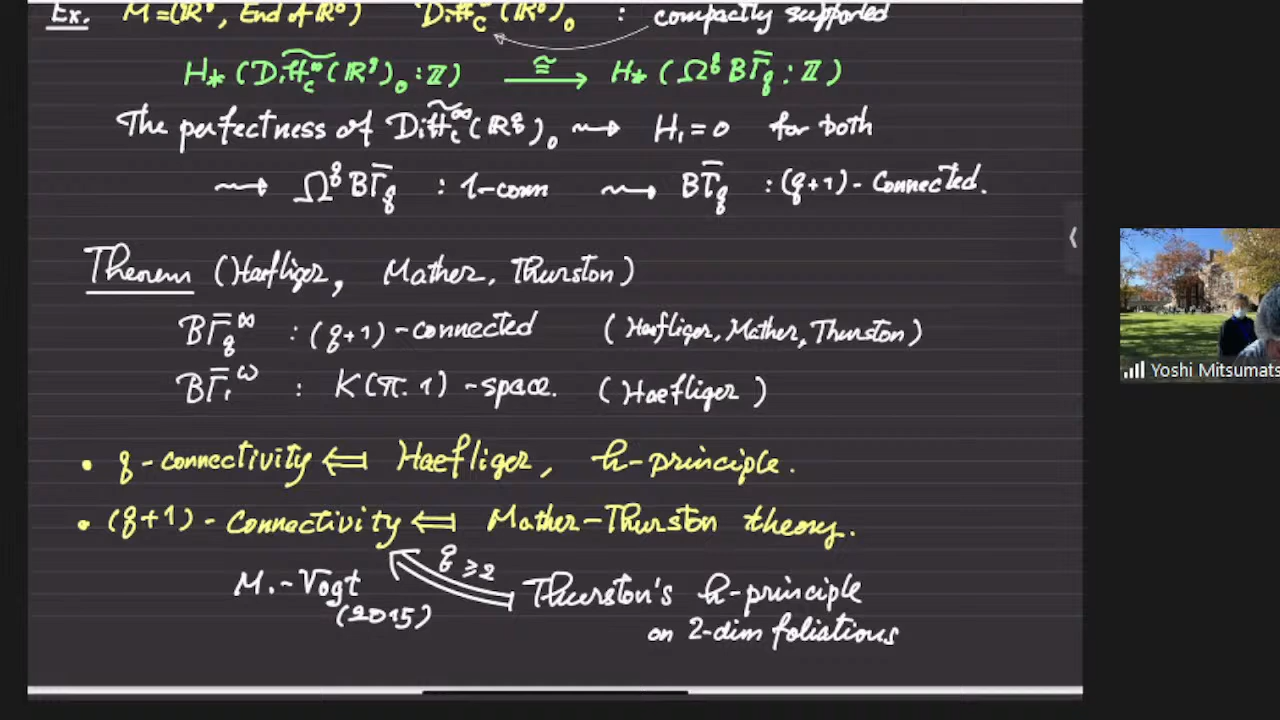 Ex. M=(ℝ^q, End of ℝ^q) Diff_c^∞(ℝ^q)_0 : compactly supported
H_*(D̃iff_c^∞(ℝ^q)_0 : ℤ) ≅→ H_*(Ω^q BΓ̄_q : ℤ)
The perfectness of D̃iff_c^∞(ℝ^q)_0 ⇝ H_1=0 for both
⇝ Ω^q BΓ̄_q : 1-conn ⇝ BΓ̄_q : (q+1)-connected.
Theorem (Haefliger, Mather, Thurston)
BΓ̄_q^∞ : (q+1)-connected (Haefliger, Mather, Thurston)
BΓ̄_1^ω : K(π.1)-space. (Haefliger)
• q-connectivity ⟸ Haefliger, h-principle.
• (q+1)-connectivity ⟸ Mather-Thurston theory.
q≥2
M.-Vogt Thurston's h-principle
(2015) on 2-dim foliations
Yoshi Mitsumats